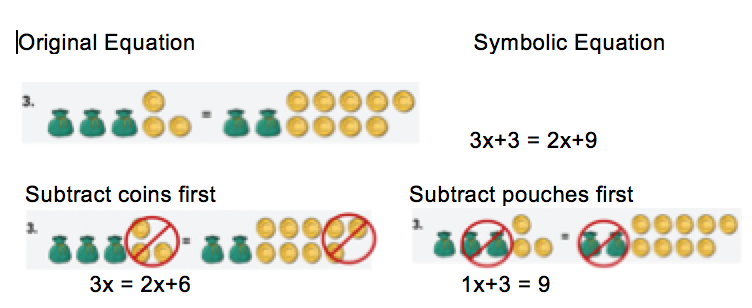 Original Equation
Symbolic Equation
3.
=
3x+3 = 2x+9
Subtract coins first
Subtract pouches first
3.
=
3.
=
3x = 2x+6
1x+3 = 9